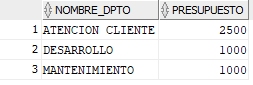 NOMBRE_DPTO PRESUPUESTO
1 ATENCION CLIENTE 2500
2 DESARROLLO 1000
3 MANTENIMIENTO 1000